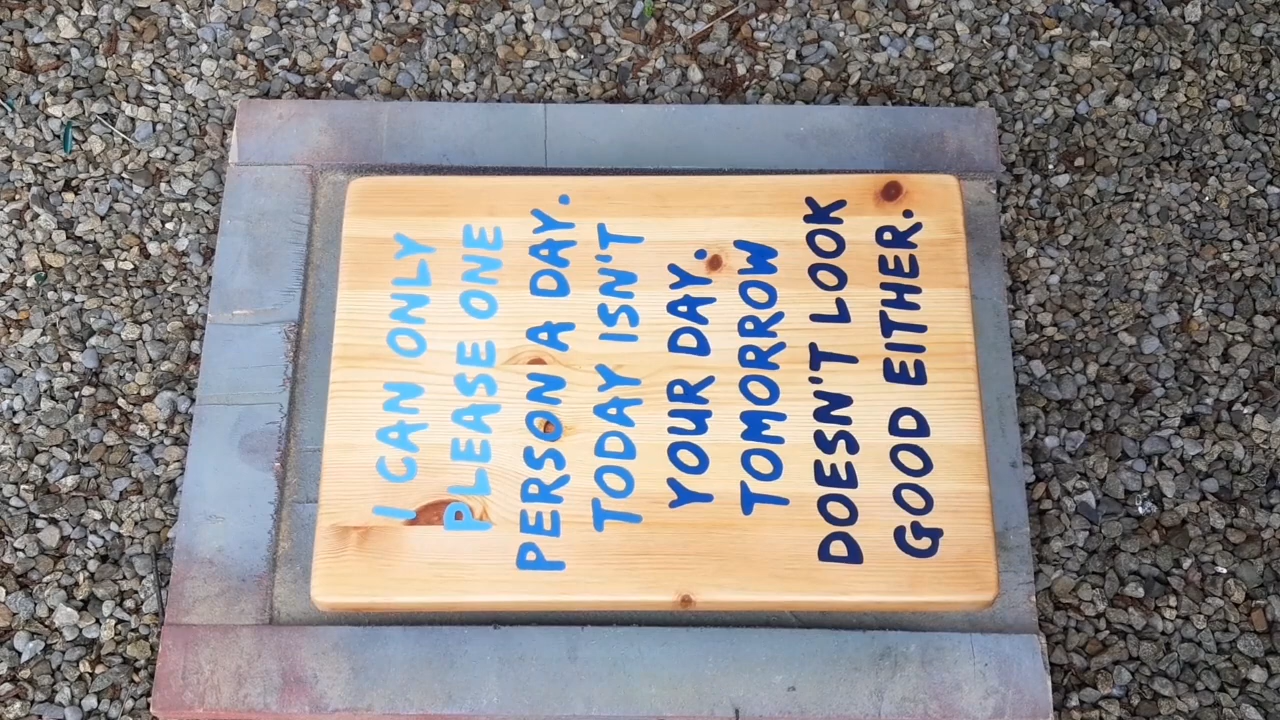 I CAN ONLY
PLEASE ONE
PERSON A DAY.
TODAY ISN'T
YOUR DAY.
TOMORROW
DOESN'T LOOK
GOOD EITHER.